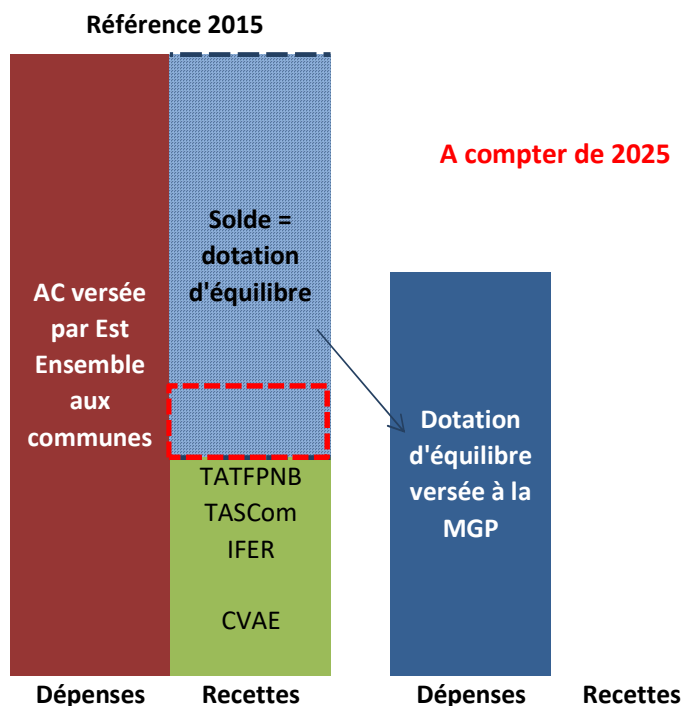 Référence 2015
A compter de 2025
Solde =
dotation
d'équilibre
AC versée
par Est
Ensemble
aux
communes
Dotation
d'équilibre
versée à la
MGP
TATFPNB
TASCom
IFER
CVAE
Dépenses
Recettes
Dépenses
Recettes